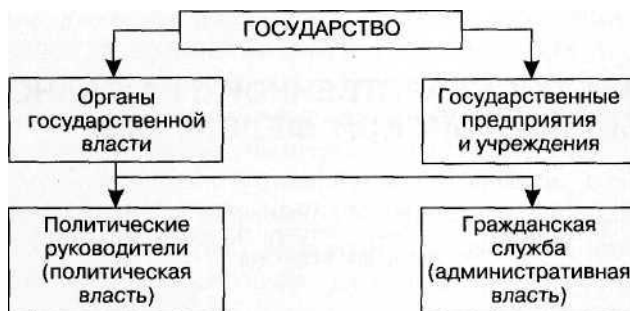 ГОСУДАРСТВО
Органы
государственной
власти
Государственные
предприятия
и учреждения
Политические
руководители
(политическая
власть)
Гражданская
служба
(административная
власть)